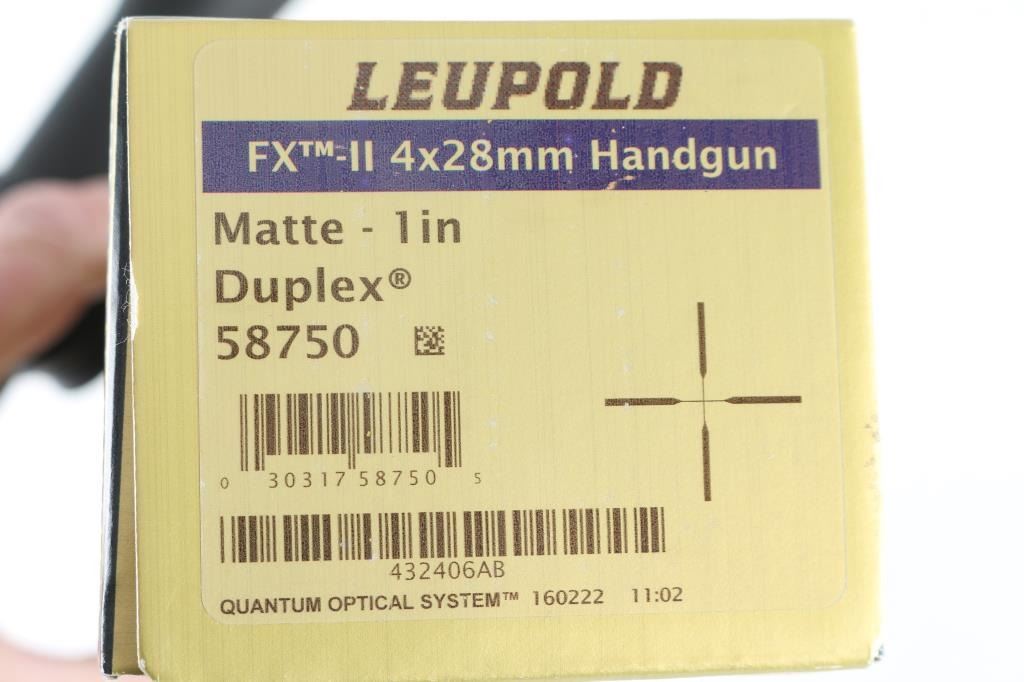 LEUPOLD
FX™-II 4x28mm Handgun
Matte - 1in
Duplex®
58750
0 30317 58750 5
432406AB
QUANTUM OPTICAL SYSTEM™ 160222 11:02